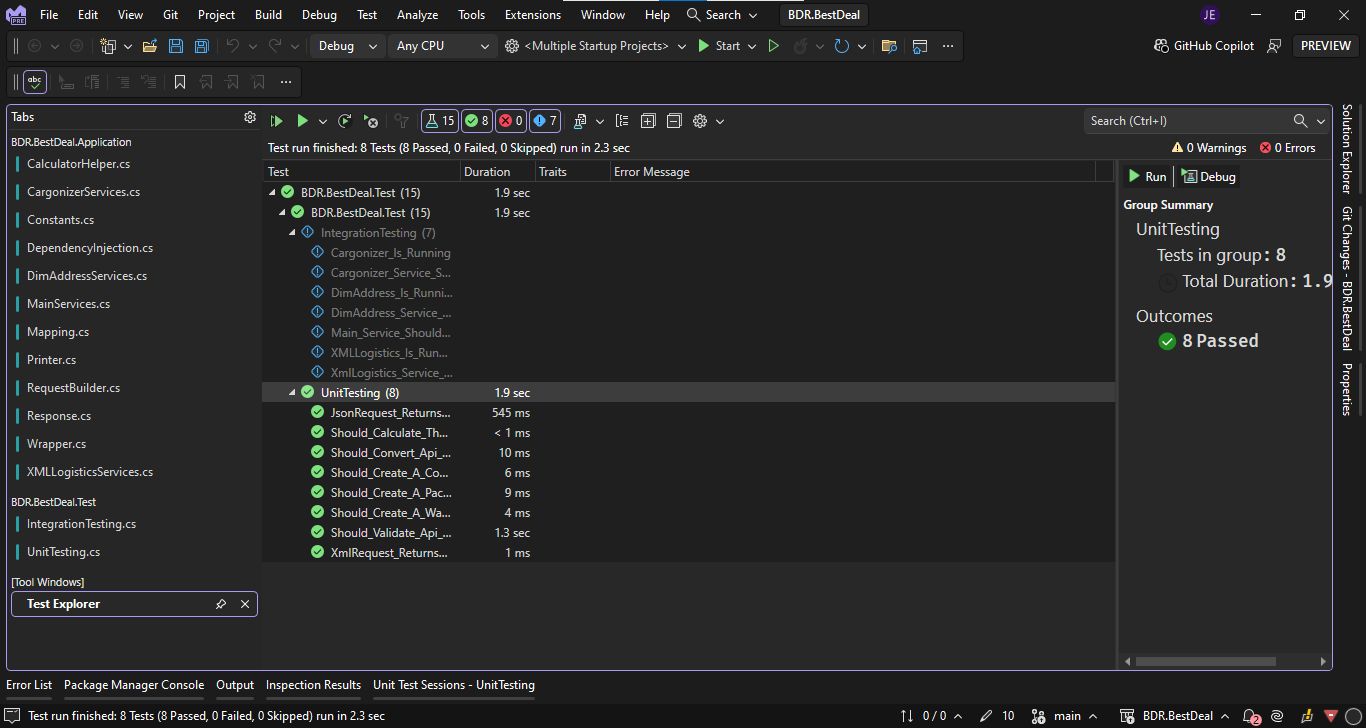 File Edit View Git Project Build Debug Test Analyze Tools Extensions Window Help Search BDR.BestDeal JE
PRE
Debug Any CPU <Multiple Startup Projects> Start GitHub Copilot PREVIEW
abc
Tabs
15 8 0 7
Search (Ctrl+I)
BDR.BestDeal.Application
CalculatorHelper.cs
CargonizerServices.cs
Constants.cs
DependencyInjection.cs
DimAddressServices.cs
MainServices.cs
Mapping.cs
Printer.cs
RequestBuilder.cs
Response.cs
Wrapper.cs
XMLLogisticsServices.cs
BDR.BestDeal.Test
IntegrationTesting.cs
UnitTesting.cs
[Tool Windows]
Test Explorer
Test run finished: 8 Tests (8 Passed, 0 Failed, 0 Skipped) run in 2.3 sec
0 Warnings 0 Errors
Test Duration Traits Error Message
BDR.BestDeal.Test (15) 1.9 sec
BDR.BestDeal.Test (15) 1.9 sec
IntegrationTesting (7)
Cargonizer_Is_Running
Cargonizer_Service_S...
DimAddress_Is_Runni...
DimAddress_Service_...
Main_Service_Should...
XMLLogistics_Is_Run...
XmlLogistics_Service_...
UnitTesting (8) 1.9 sec
JsonRequest_Returns... 545 ms
Should_Calculate_Th... < 1 ms
Should_Convert_Api_... 10 ms
Should_Create_A_Co... 6 ms
Should_Create_A_Pac... 9 ms
Should_Create_A_Wa... 4 ms
Should_Validate_Api_... 1.3 sec
XmlRequest_Returns... 1 ms
Run Debug
Group Summary
UnitTesting
Tests in group: 8
Total Duration: 1.9
Outcomes
8 Passed
Solution Explorer
Git Changes - BDR.BestDeal
Properties
Error List Package Manager Console Output Inspection Results Unit Test Sessions - UnitTesting
Test run finished: 8 Tests (8 Passed, 0 Failed, 0 Skipped) run in 2.3 sec 0 / 0 10 main BDR.BestDeal 2